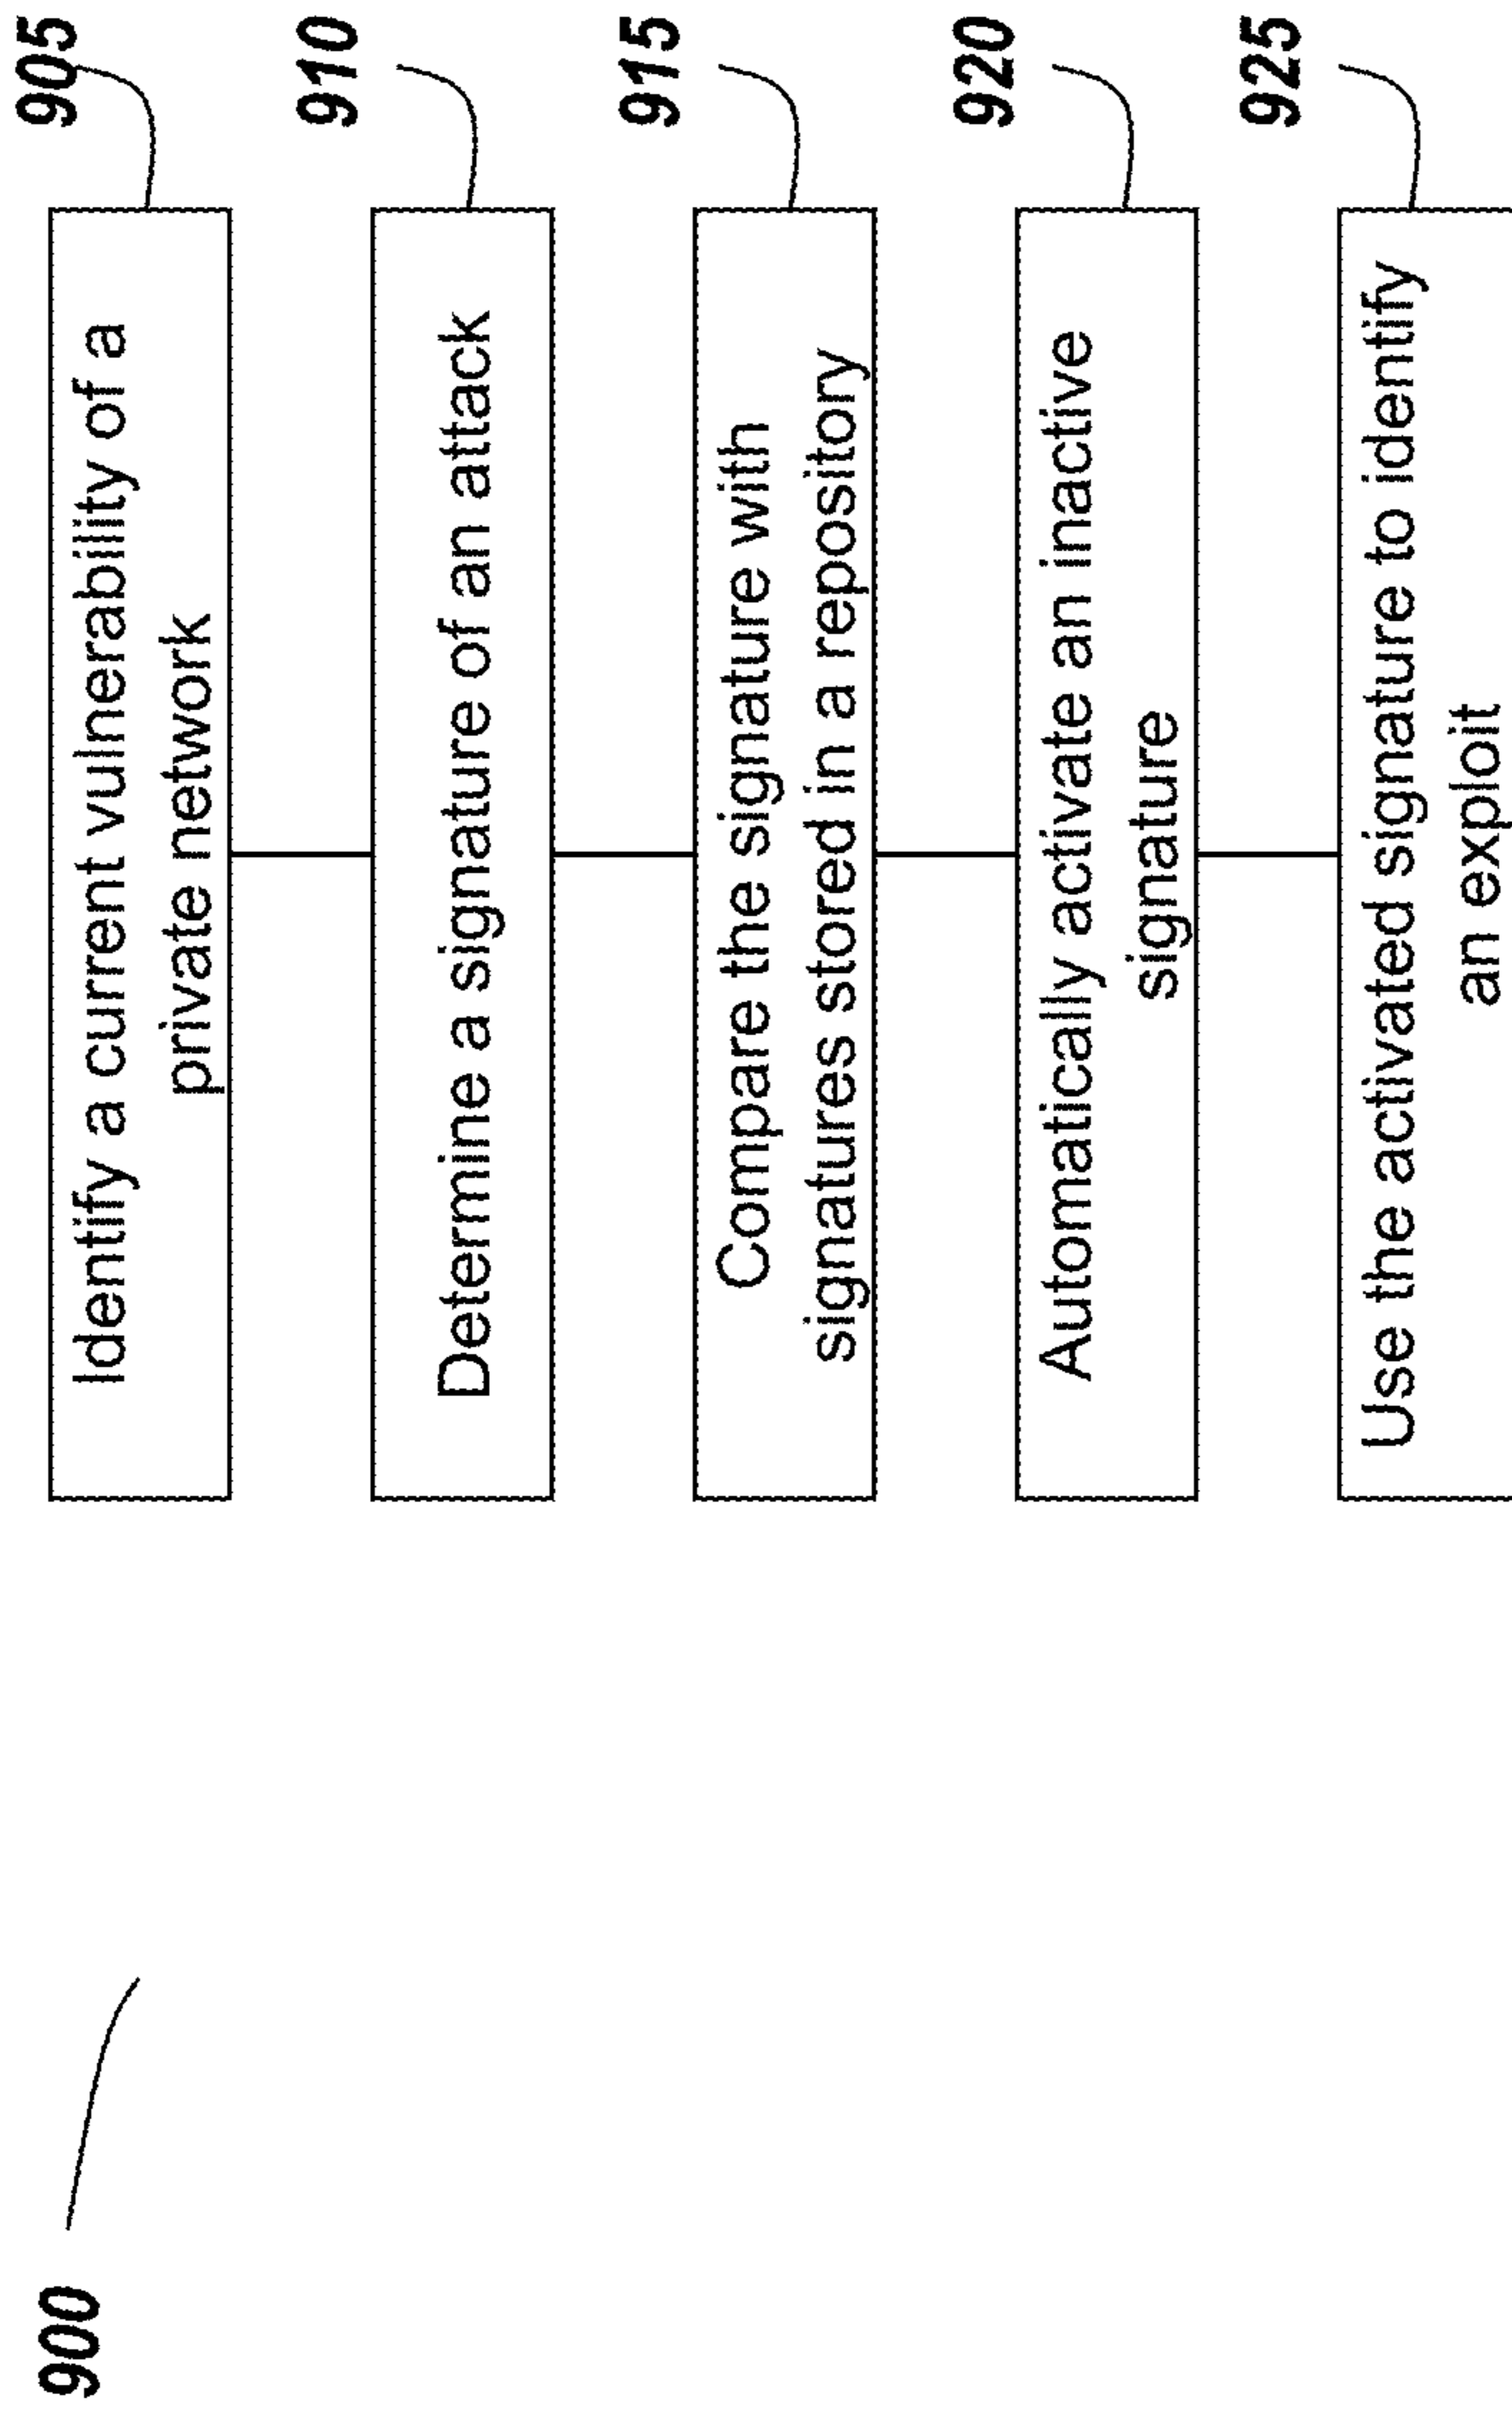 900
Identify a current vulnerability of a
private network
905
Determine a signature of an attack
910
Compare the signature with
signatures stored in a repository
915
Automatically activate an inactive
signature
920
Use the activated signature to identify
an exploit
925